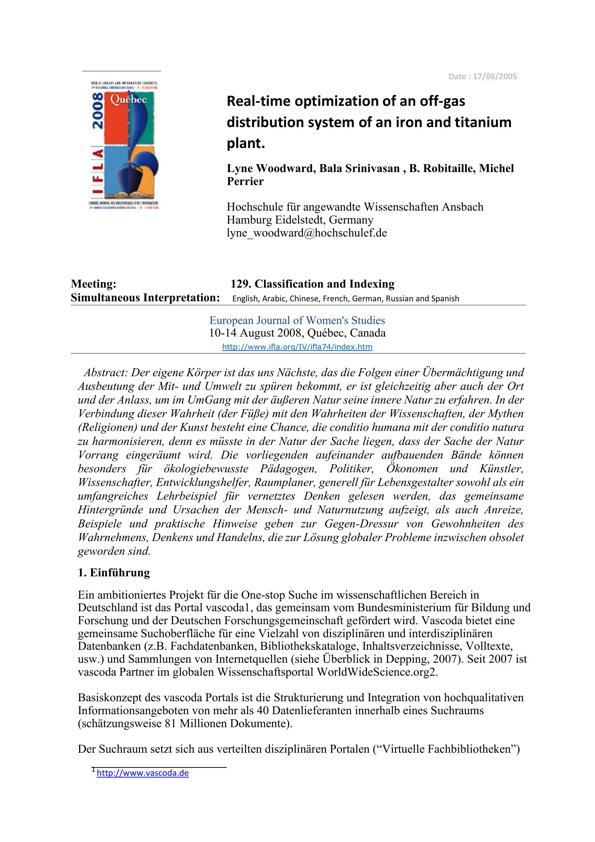 Date : 17/06/2005
WORLD LIBRARY AND INFORMATION CONGRESS:
Québec
IFLA 2008
Real-time optimization of an off-gas
distribution system of an iron and titanium
plant.
Lyne Woodward, Bala Srinivasan , B. Robitaille, Michel
Perrier
Hochschule für angewandte Wissenschaften Ansbach
Hamburg Eidelstedt, Germany
lyne_woodward@hochschulef.de
Meeting: 129. Classification and Indexing
Simultaneous Interpretation: English, Arabic, Chinese, French, German, Russian and Spanish
European Journal of Women's Studies
10-14 August 2008, Québec, Canada
http://www.ifla.org/IV/ifla74/index.htm
Abstract: Der eigene Körper ist das uns Nächste, das die Folgen einer Übermächtigung und
Ausbeutung der Mit- und Umwelt zu spüren bekommt, er ist gleichzeitig aber auch der Ort
und der Anlass, um im UmGang mit der äußeren Natur seine innere Natur zu erfahren. In der
Verbindung dieser Wahrheit (der Füße) mit den Wahrheiten der Wissenschaften, der Mythen
(Religionen) und der Kunst besteht eine Chance, die conditio humana mit der conditio natura
zu harmonisieren, denn es müsste in der Natur der Sache liegen, dass der Sache der Natur
Vorrang eingeräumt wird. Die vorliegenden aufeinander aufbauenden Bände können
besonders für ökologiebewusste Pädagogen, Politiker, Ökonomen und Künstler,
Wissenschafter, Entwicklungshelfer, Raumplaner, generell für Lebensgestalter sowohl als ein
umfangreiches Lehrbeispiel für vernetztes Denken gelesen werden, das gemeinsame
Hintergründe und Ursachen der Mensch- und Naturnutzung aufzeigt, als auch Anreize,
Beispiele und praktische Hinweise geben zur Gegen-Dressur von Gewohnheiten des
Wahrnehmens, Denkens und Handelns, die zur Lösung globaler Probleme inzwischen obsolet
geworden sind.
1. Einführung
Ein ambitioniertes Projekt für die One-stop Suche im wissenschaftlichen Bereich in
Deutschland ist das Portal vascoda1, das gemeinsam vom Bundesministerium für Bildung und
Forschung und der Deutschen Forschungsgemeinschaft gefördert wird. Vascoda bietet eine
gemeinsame Suchoberfläche für eine Vielzahl von disziplinären und interdisziplinären
Datenbanken (z.B. Fachdatenbanken, Bibliothekskataloge, Inhaltsverzeichnisse, Volltexte,
usw.) und Sammlungen von Internetquellen (siehe Überblick in Depping, 2007). Seit 2007 ist
vascoda Partner im globalen Wissenschaftsportal WorldWideScience.org2.
Basiskonzept des vascoda Portals ist die Strukturierung und Integration von hochqualitativen
Informationsangeboten von mehr als 40 Datenlieferanten innerhalb eines Suchraums
(schätzungsweise 81 Millionen Dokumente).
Der Suchraum setzt sich aus verteilten disziplinären Portalen (“Virtuelle Fachbibliotheken”)
1 http://www.vascoda.de